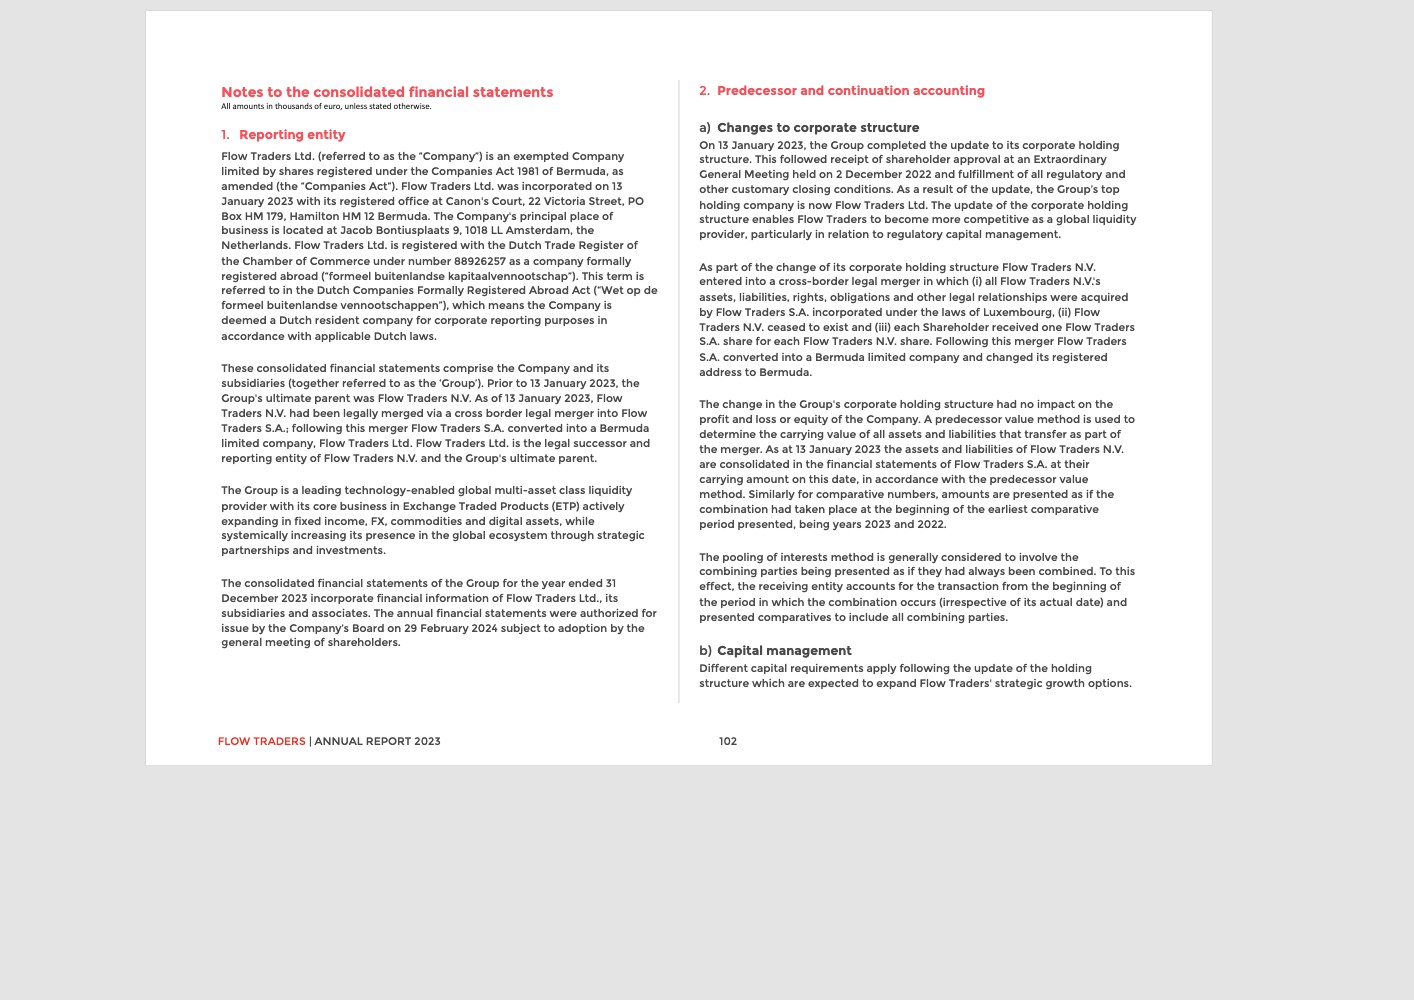 Notes to the consolidated financial statements
All amounts in thousands of euro, unless stated otherwise.
1. Reporting entity
Flow Traders Ltd. (referred to as the "Company") is an exempted Company
limited by shares registered under the Companies Act 1981 of Bermuda, as
amended (the "Companies Act"). Flow Traders Ltd. was incorporated on 13
January 2023 with its registered office at Canon's Court, 22 Victoria Street, PO
Box HM 179, Hamilton HM 12 Bermuda. The Company's principal place of
business is located at Jacob Bontiusplaats 9, 1018 LL Amsterdam, the
Netherlands. Flow Traders Ltd. is registered with the Dutch Trade Register of
the Chamber of Commerce under number 88926257 as a company formally
registered abroad ("formeel buitenlandse kapitaalvennootschap"). This term is
referred to in the Dutch Companies Formally Registered Abroad Act ("Wet op de
formeel buitenlandse vennootschappen"), which means the Company is
deemed a Dutch resident company for corporate reporting purposes in
accordance with applicable Dutch laws.
These consolidated financial statements comprise the Company and its
subsidiaries (together referred to as the 'Group'). Prior to 13 January 2023, the
Group's ultimate parent was Flow Traders N.V. As of 13 January 2023, Flow
Traders N.V. had been legally merged via a cross border legal merger into Flow
Traders S.A.; following this merger Flow Traders S.A. converted into a Bermuda
limited company, Flow Traders Ltd. Flow Traders Ltd. is the legal successor and
reporting entity of Flow Traders N.V. and the Group's ultimate parent.
The Group is a leading technology-enabled global multi-asset class liquidity
provider with its core business in Exchange Traded Products (ETP) actively
expanding in fixed income, FX, commodities and digital assets, while
systemically increasing its presence in the global ecosystem through strategic
partnerships and investments.
The consolidated financial statements of the Group for the year ended 31
December 2023 incorporate financial information of Flow Traders Ltd., its
subsidiaries and associates. The annual financial statements were authorized for
issue by the Company's Board on 29 February 2024 subject to adoption by the
general meeting of shareholders.
2. Predecessor and continuation accounting
a) Changes to corporate structure
On 13 January 2023, the Group completed the update to its corporate holding
structure. This followed receipt of shareholder approval at an Extraordinary
General Meeting held on 2 December 2022 and fulfillment of all regulatory and
other customary closing conditions. As a result of the update, the Group's top
holding company is now Flow Traders Ltd. The update of the corporate holding
structure enables Flow Traders to become more competitive as a global liquidity
provider, particularly in relation to regulatory capital management.
As part of the change of its corporate holding structure Flow Traders N.V.
entered into a cross-border legal merger in which (i) all Flow Traders N.V.'s
assets, liabilities, rights, obligations and other legal relationships were acquired
by Flow Traders S.A. incorporated under the laws of Luxembourg, (ii) Flow
Traders N.V. ceased to exist and (iii) each Shareholder received one Flow Traders
S.A. share for each Flow Traders N.V. share. Following this merger Flow Traders
S.A. converted into a Bermuda limited company and changed its registered
address to Bermuda.
The change in the Group's corporate holding structure had no impact on the
profit and loss or equity of the Company. A predecessor value method is used to
determine the carrying value of all assets and liabilities that transfer as part of
the merger. As at 13 January 2023 the assets and liabilities of Flow Traders N.V.
are consolidated in the financial statements of Flow Traders S.A. at their
carrying amount on this date, in accordance with the predecessor value
method. Similarly for comparative numbers, amounts are presented as if the
combination had taken place at the beginning of the earliest comparative
period presented, being years 2023 and 2022.
The pooling of interests method is generally considered to involve the
combining parties being presented as if they had always been combined. To this
effect, the receiving entity accounts for the transaction from the beginning of
the period in which the combination occurs (irrespective of its actual date) and
presented comparatives to include all combining parties.
b) Capital management
Different capital requirements apply following the update of the holding
structure which are expected to expand Flow Traders' strategic growth options.
FLOW TRADERS | ANNUAL REPORT 2023
102